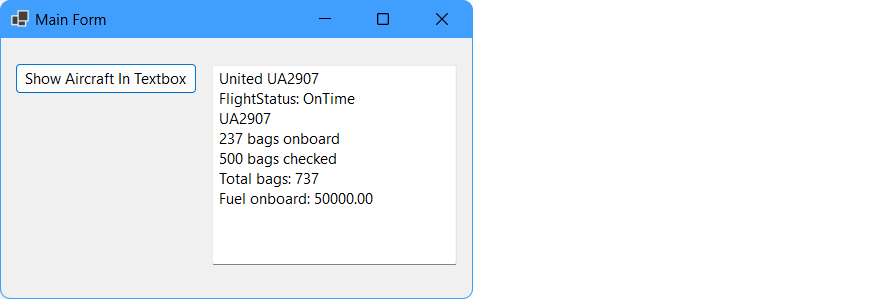 Main Form
Show Aircraft In Textbox
United UA2907
FlightStatus: OnTime
UA2907
237 bags onboard
500 bags checked
Total bags: 737
Fuel onboard: 50000.00